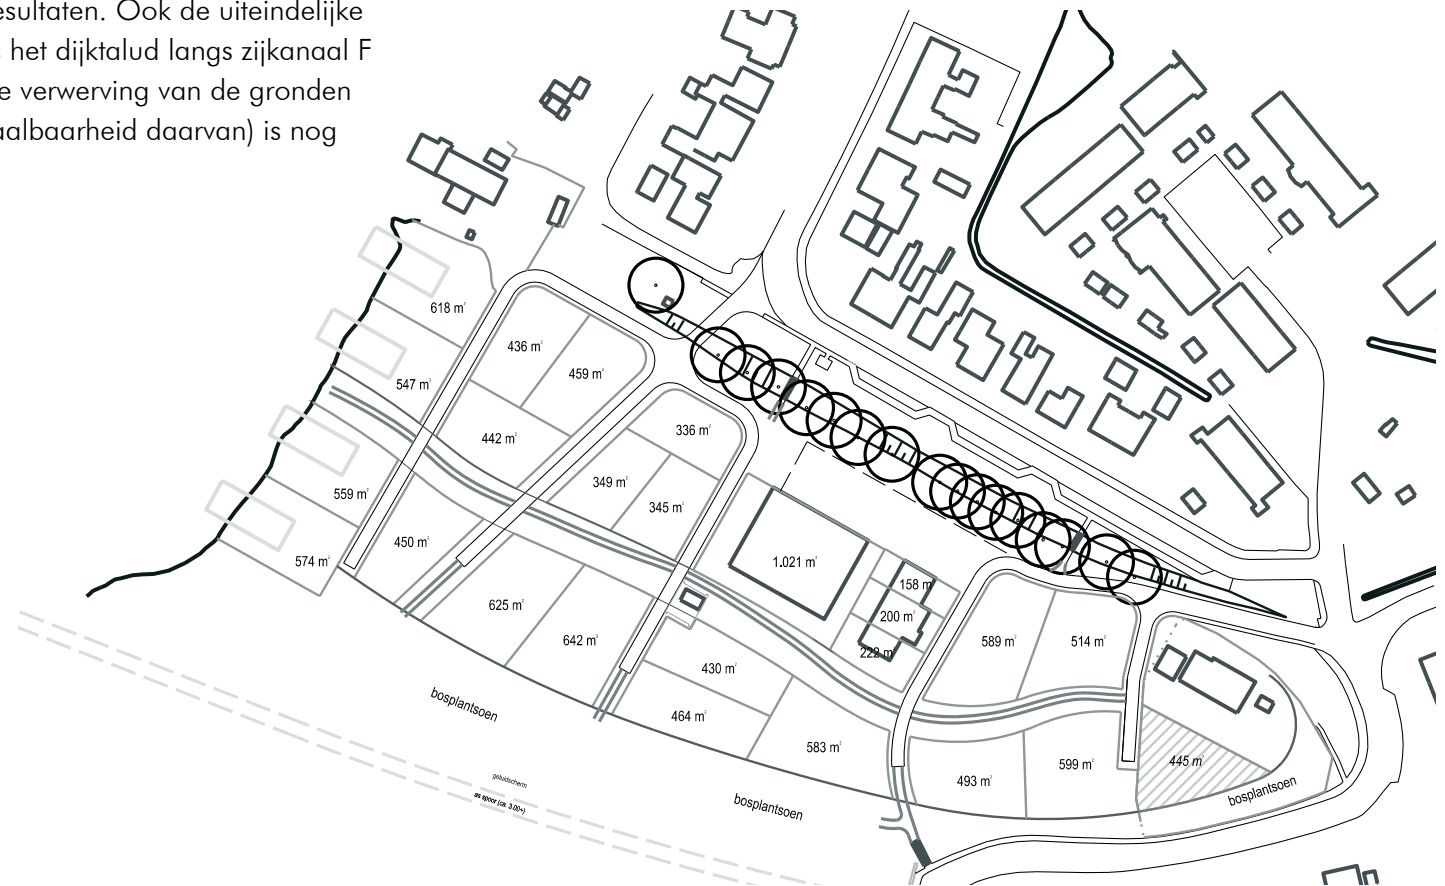 esultaten. Ook de uiteindelijke
het dijktalud langs zijkanaal F
e verwerving van de gronden
aalbaarheid daarvan) is nog
618 m²
436 m²
459 m²
547 m²
442 m²
336 m²
349 m²
345 m²
559 m²
450 m²
574 m²
1.021 m²
158 m
200 m²
222 m
625 m²
642 m²
589 m²
514 m²
430 m²
464 m²
583 m²
493 m²
599 m²
445 m²
bosplantsoen
bosplantsoen
bosplantsoen
geluidscherm
as spoor (ca. 3.00+)